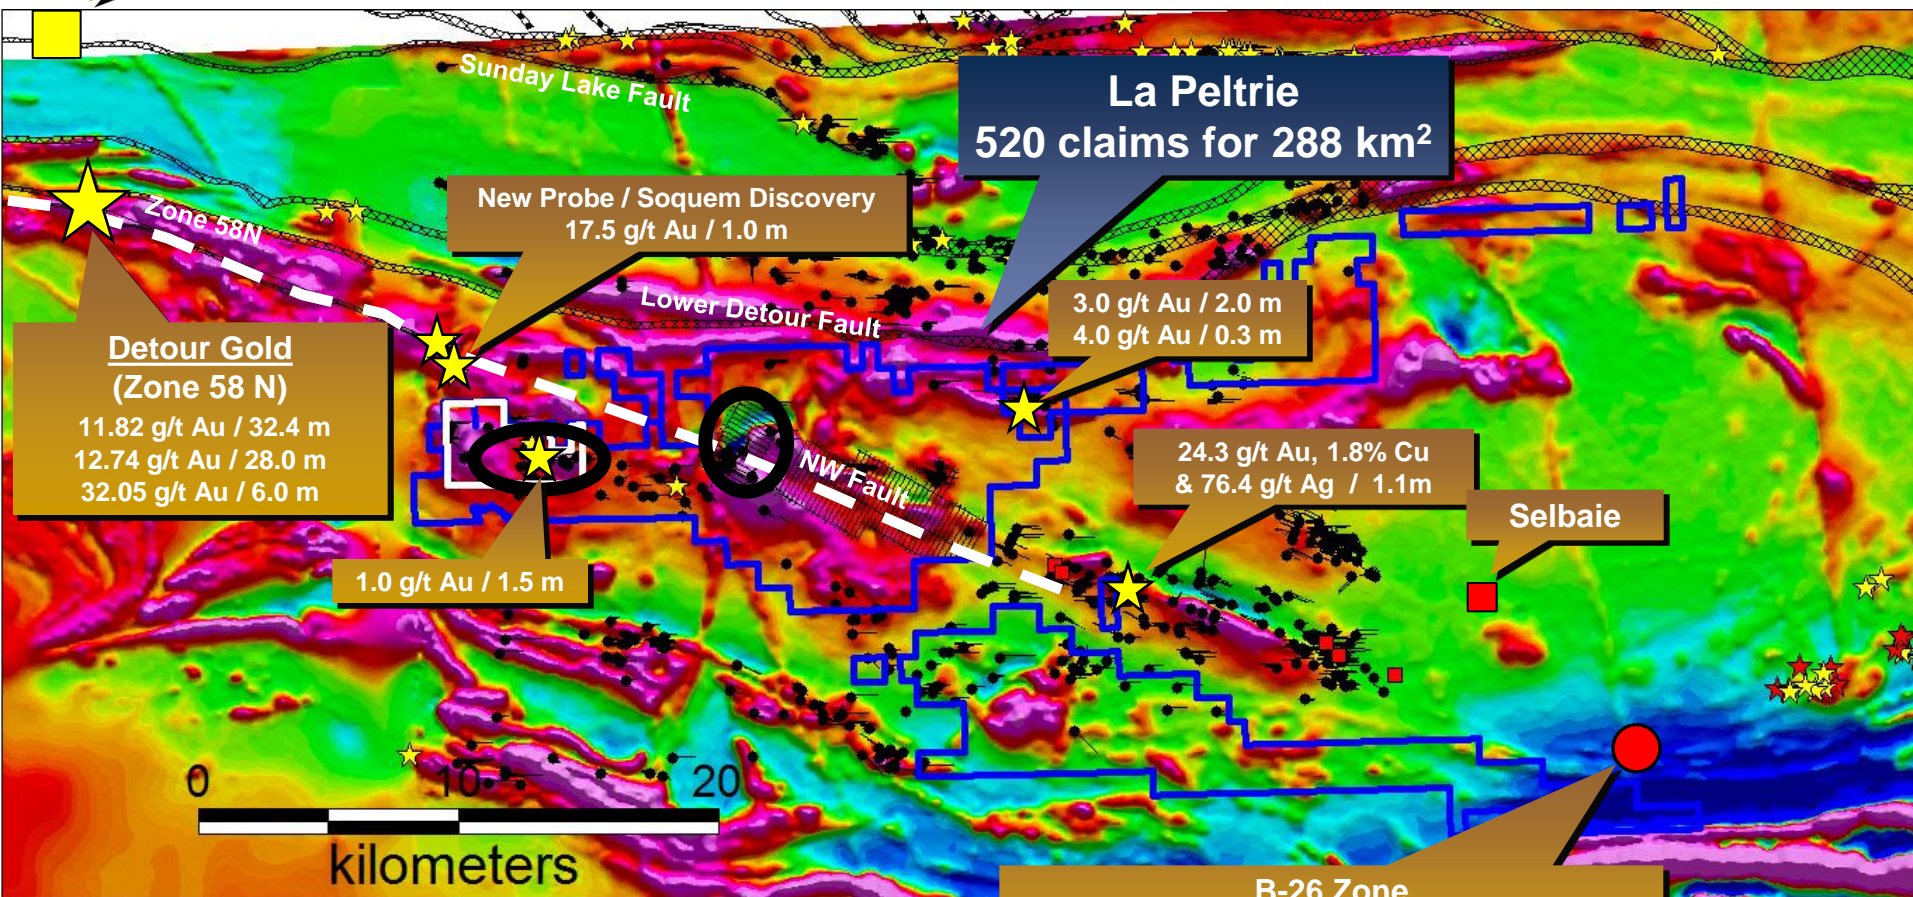 Sunday Lake Fault
La Peltrie
520 claims for 288 km²
New Probe / Soquem Discovery
17.5 g/t Au / 1.0 m
Zone 58N
Lower Detour Fault
3.0 g/t Au / 2.0 m
4.0 g/t Au / 0.3 m
Detour Gold
(Zone 58 N)
11.82 g/t Au / 32.4 m
12.74 g/t Au / 28.0 m
32.05 g/t Au / 6.0 m
NW Fault
24.3 g/t Au, 1.8% Cu
& 76.4 g/t Ag / 1.1m
Selbaie
1.0 g/t Au / 1.5 m
0 10 20
kilometers
B-26 Zone